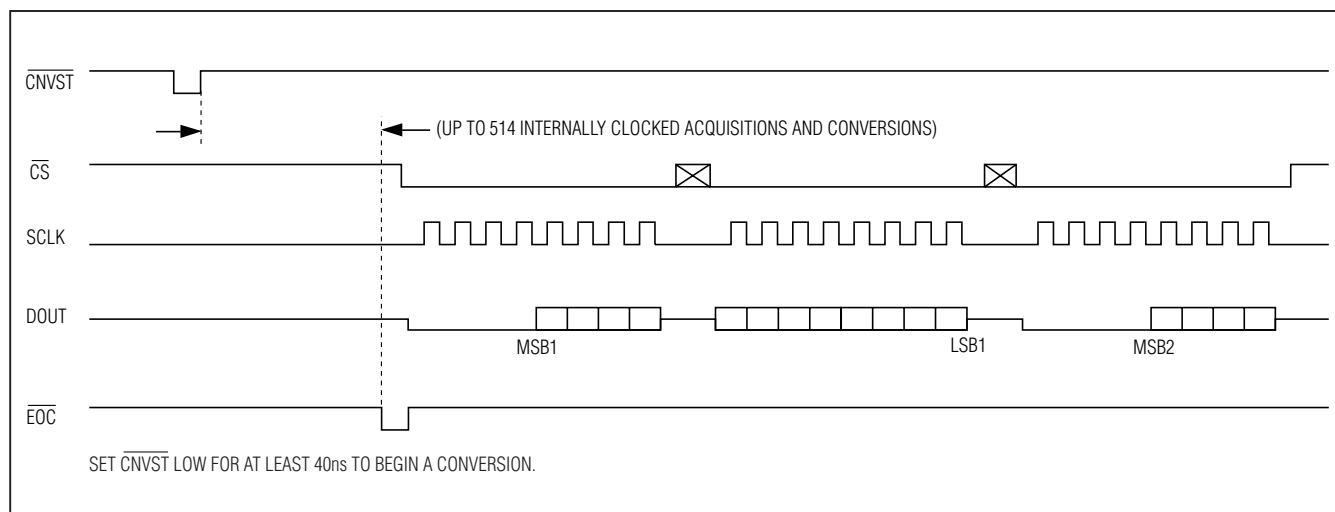 CNVST
(UP TO 514 INTERNALLY CLOCKED ACQUISITIONS AND CONVERSIONS)
CS
SCLK
DOUT
MSB1
LSB1
MSB2
EOC
SET CNVST LOW FOR AT LEAST 40ns TO BEGIN A CONVERSION.